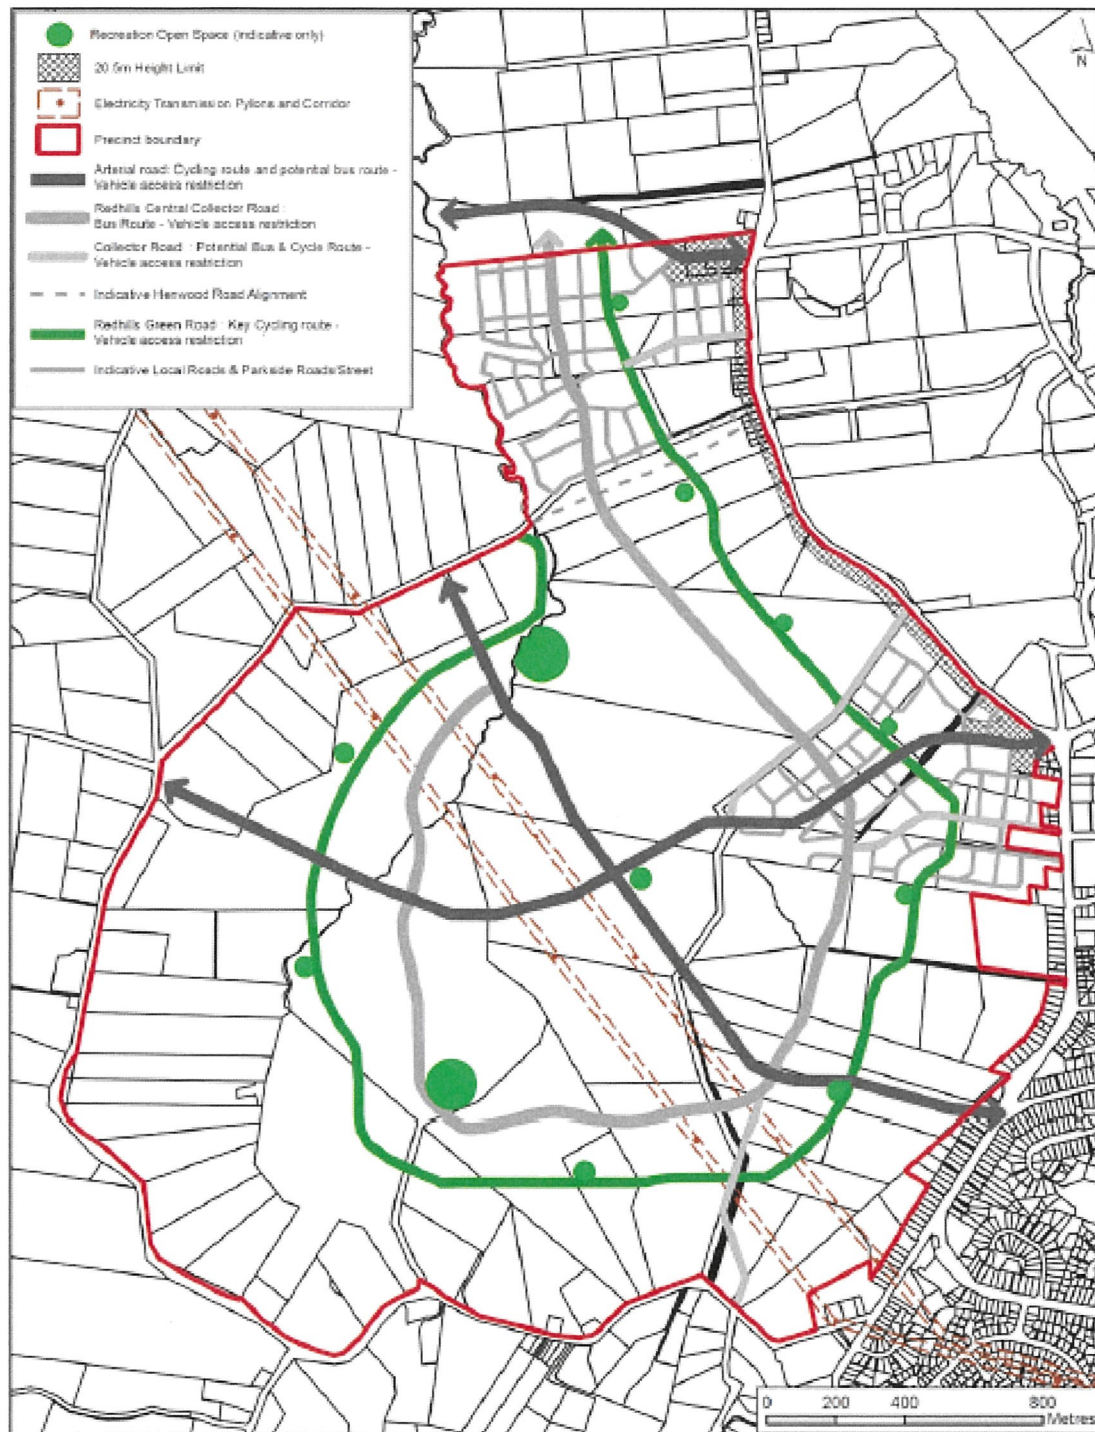 Recreation Open Space (indicative only)
20.5m Height Limit
Electricity Transmission Pylons and Corridor
Precinct boundary
Arterial road: Cycling route and potential bus route -
Vehicle access restriction
Redhills Central Collector Road :
Bus Route - Vehicle access restriction
Collector Road : Potential Bus & Cycle Route -
Vehicle access restriction
Indicative Henwood Road Alignment
Redhills Green Road : Key Cycling route -
Vehicle access restriction
Indicative Local Roads & Parkside Roads/Street
N
0 200 400 800
Metres